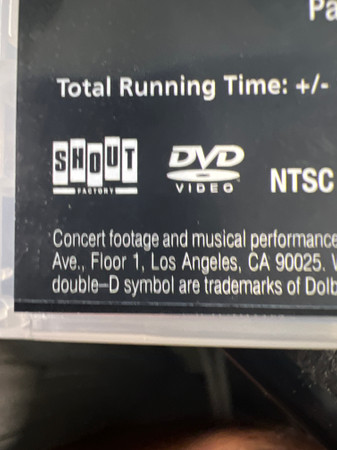 Pa
Total Running Time: +/-
SHOUT
FACTORY
DVD
VIDEO
NTSC
Concert footage and musical performance
Ave., Floor 1, Los Angeles, CA 90025. V
double–D symbol are trademarks of Dolb